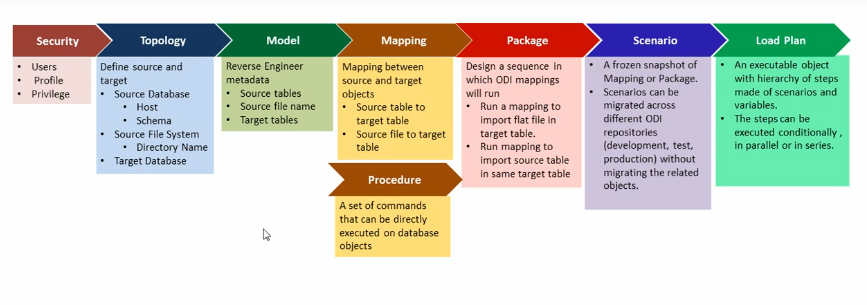 Security
• Users
• Profile
• Privilege
Topology
Define source and
target
• Source Database
• Host
• Schema
• Source File System
• Directory Name
• Target Database
Model
Reverse Engineer
metadata
• Source tables
• Source file name
• Target tables
Mapping
Mapping between
source and target
objects
• Source table to
target table
• Source file to target
table
Procedure
A set of commands
that can be directly
executed on database
objects
Package
Design a sequence in
which ODI mappings
will run
• Run a mapping to
import flat file in
target table.
• Run mapping to
import source table
in same target table
Scenario
• A frozen snapshot of
Mapping or Package.
• Scenarios can be
migrated across
different ODI
repositories
(development, test,
production) without
migrating the related
objects.
Load Plan
• An executable object
with hierarchy of steps
made of scenarios and
variables.
• The steps can be
executed conditionally ,
in parallel or in series.